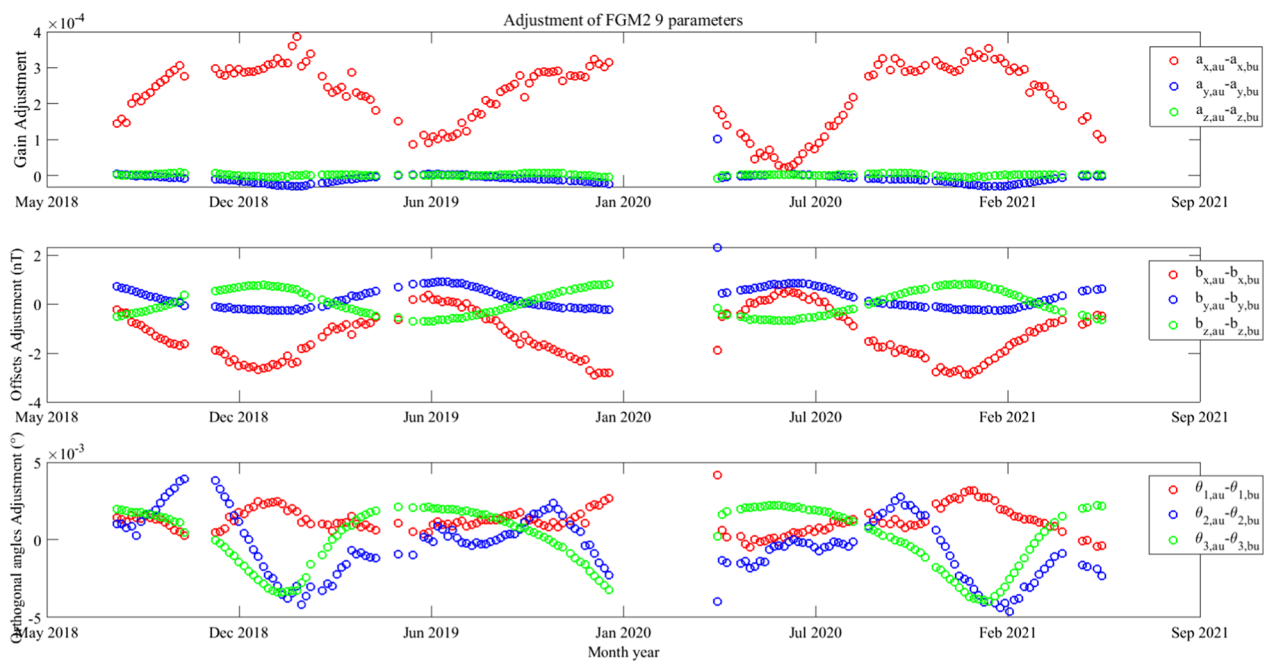 Adjustment of FGM2 9 parameters
×10⁻⁴
Gain Adjustment
4
3
2
1
0
May 2018 Dec 2018 Jun 2019 Jan 2020 Jul 2020 Feb 2021 Sep 2021
a_x,au-a_x,bu
a_y,au-a_y,bu
a_z,au-a_z,bu
Offsets Adjustment (nT)
2
0
-2
-4
May 2018 Dec 2018 Jun 2019 Jan 2020 Jul 2020 Feb 2021 Sep 2021
b_x,au-b_x,bu
b_y,au-b_y,bu
b_z,au-b_z,bu
×10⁻³
Orthogonal angles Adjustment (°)
5
0
-5
May 2018 Dec 2018 Jun 2019 Jan 2020 Jul 2020 Feb 2021 Sep 2021
θ_1,au-θ_1,bu
θ_2,au-θ_2,bu
θ_3,au-θ_3,bu
Month year